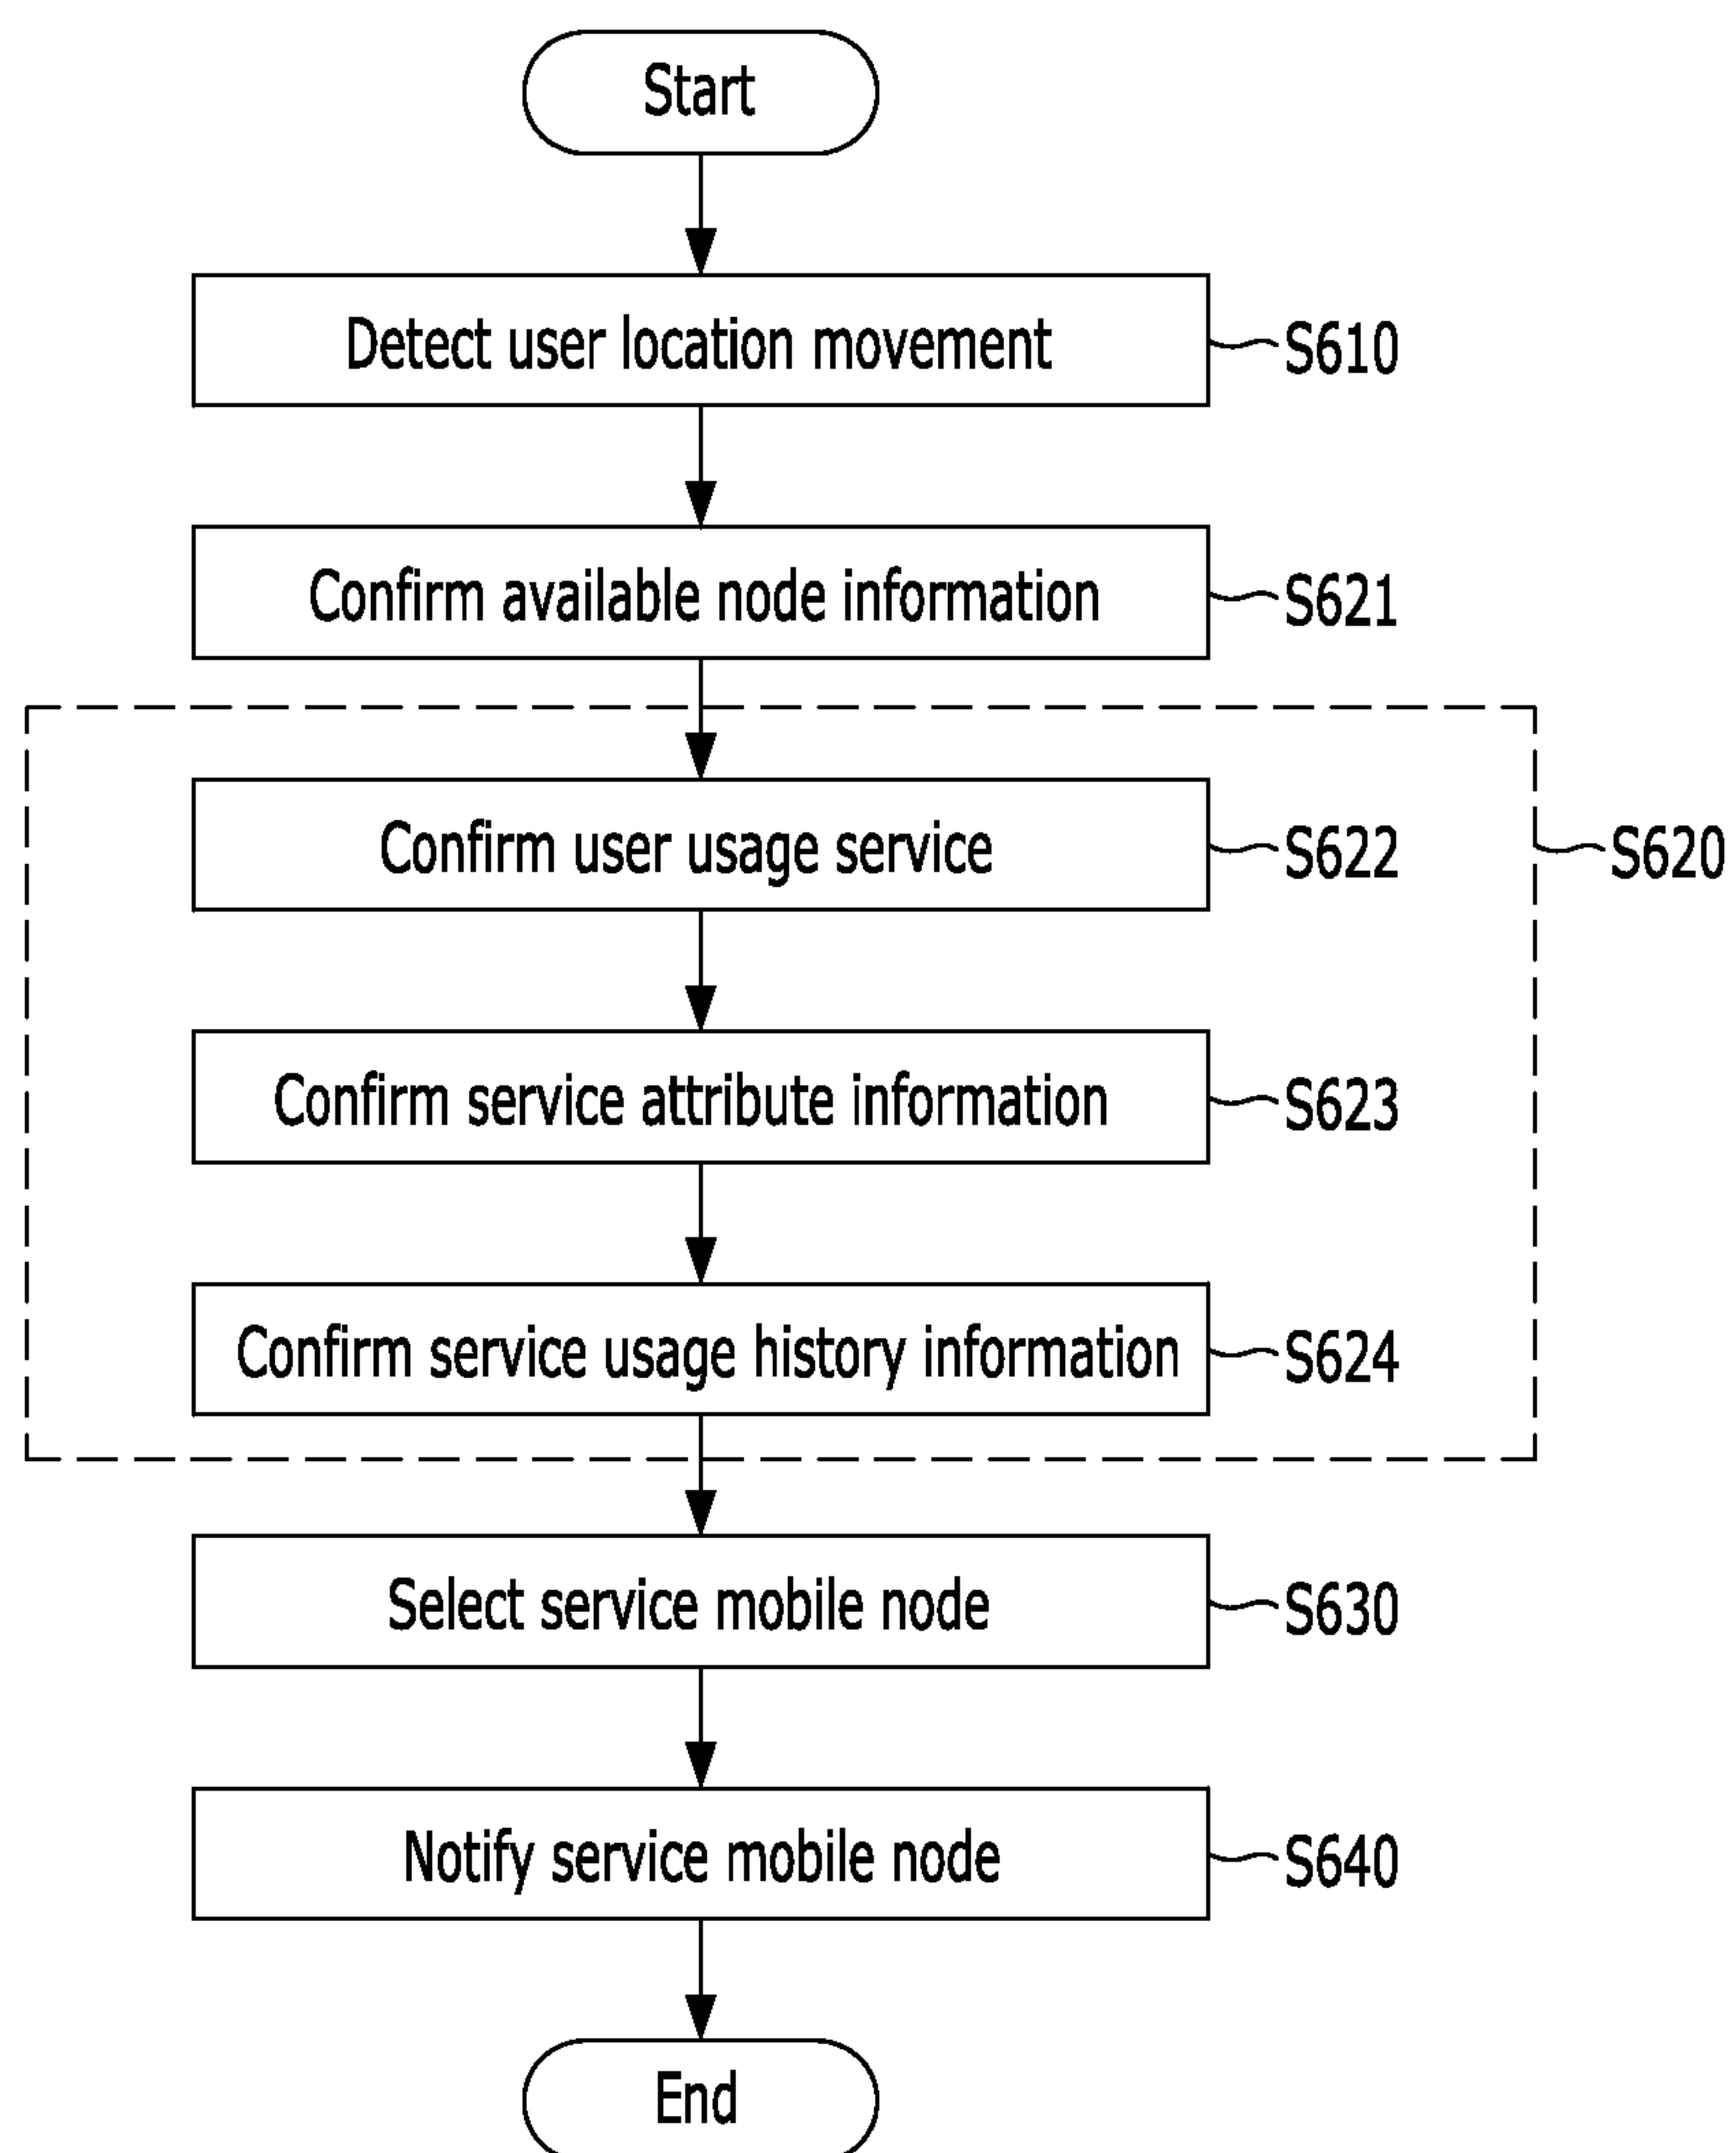 Start
Detect user location movement
S610
Confirm available node information
S621
Confirm user usage service
S622
S620
Confirm service attribute information
S623
Confirm service usage history information
S624
Select service mobile node
S630
Notify service mobile node
S640
End